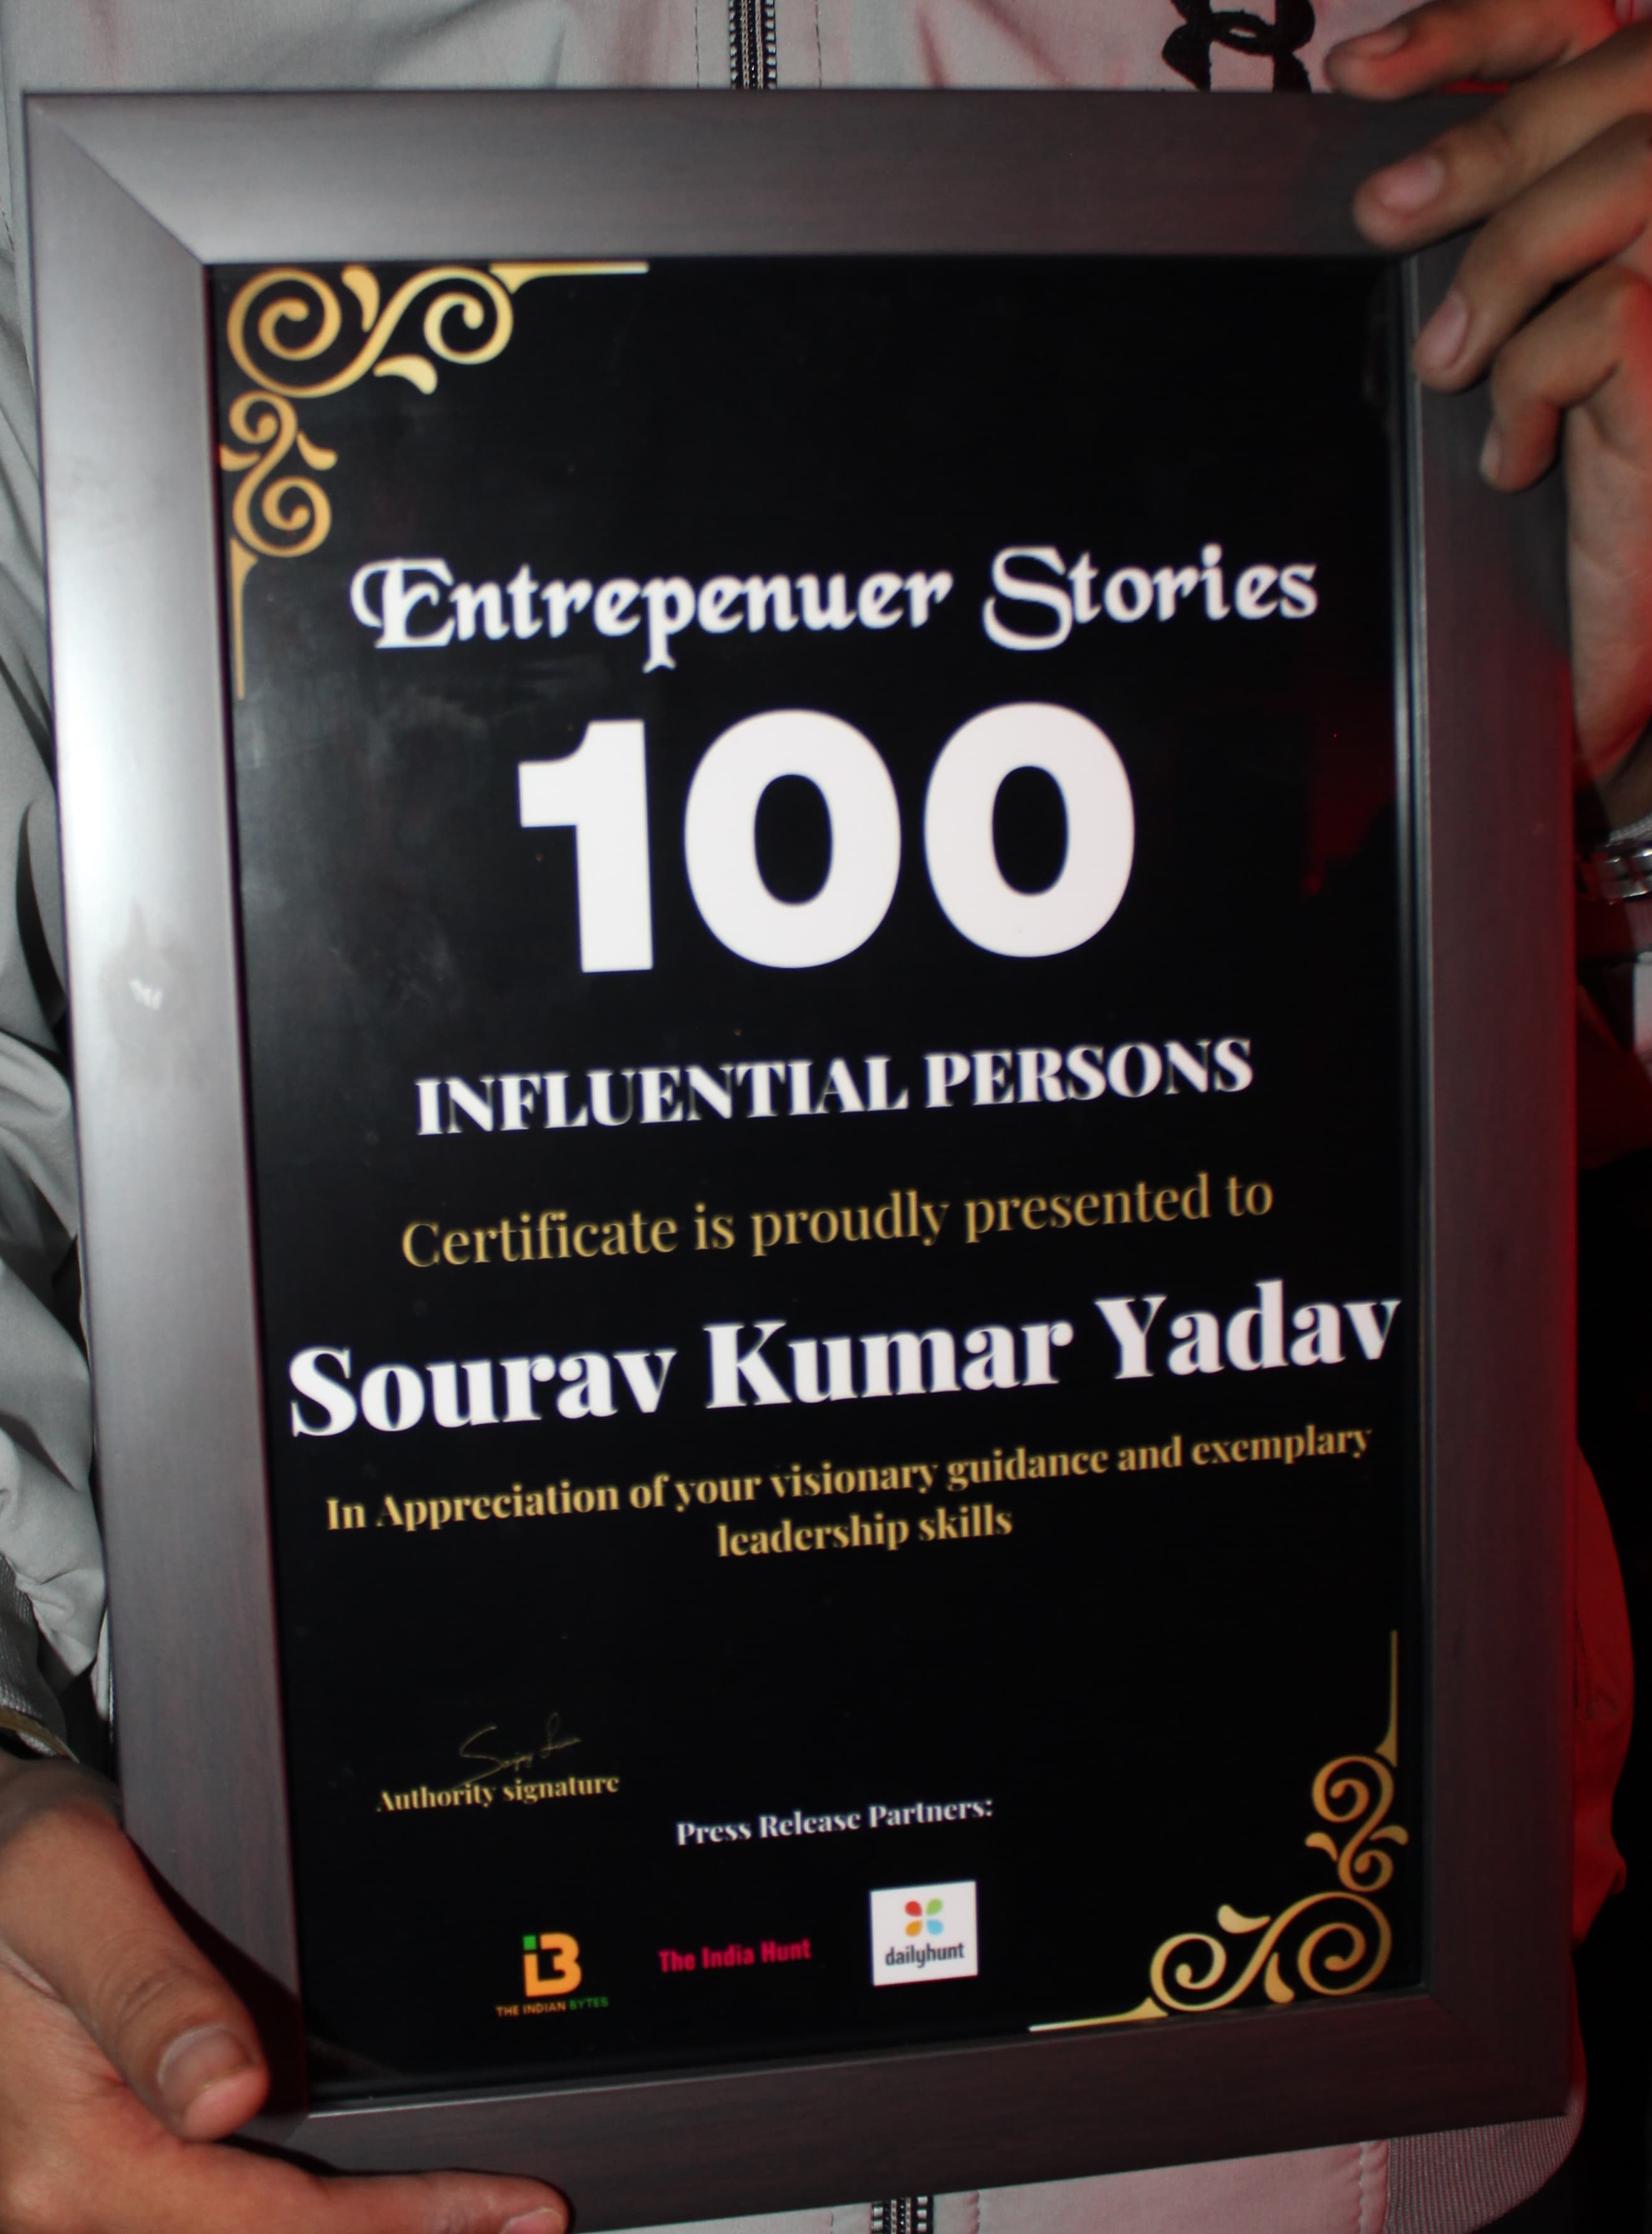 Entrepenuer Stories
100
INFLUENTIAL PERSONS
Certificate is proudly presented to
Sourav Kumar Yadav
In Appreciation of your visionary guidance and exemplary
leadership skills
Authority signature
Press Release Partners:
THE INDIAN BYTES
The India Hunt
dailyhunt